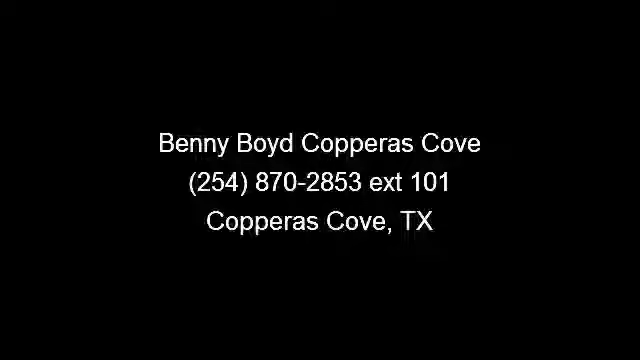 Benny Boyd Copperas Cove
(254) 870-2853 ext 101
Copperas Cove, TX